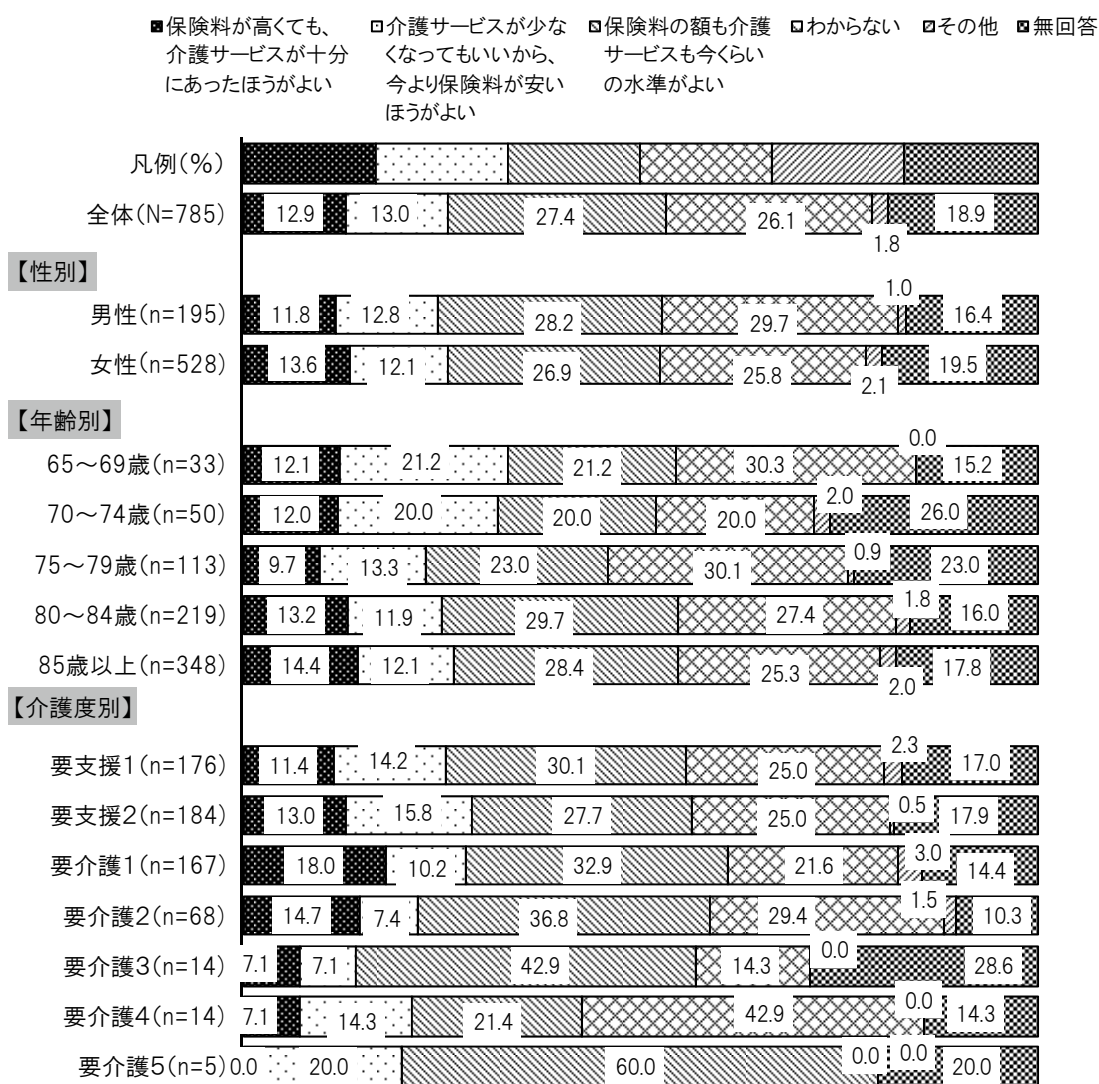 保険料が高くても、
介護サービスが十分
にあったほうがよい
介護サービスが少な
くなってもいいから、
今より保険料が安い
ほうがよい
保険料の額も介護
サービスも今くらい
の水準がよい
わからない
その他
無回答
凡例(%)
全体(N=785) 12.9 13.0 27.4 26.1 1.8 18.9
【性別】
男性(n=195) 11.8 12.8 28.2 29.7 1.0 16.4
女性(n=528) 13.6 12.1 26.9 25.8 2.1 19.5
【年齢別】
65～69歳(n=33) 12.1 21.2 21.2 30.3 0.0 15.2
70～74歳(n=50) 12.0 20.0 20.0 20.0 2.0 26.0
75～79歳(n=113) 9.7 13.3 23.0 30.1 0.9 23.0
80～84歳(n=219) 13.2 11.9 29.7 27.4 1.8 16.0
85歳以上(n=348) 14.4 12.1 28.4 25.3 2.0 17.8
【介護度別】
要支援1(n=176) 11.4 14.2 30.1 25.0 2.3 17.0
要支援2(n=184) 13.0 15.8 27.7 25.0 0.5 17.9
要介護1(n=167) 18.0 10.2 32.9 21.6 3.0 14.4
要介護2(n=68) 14.7 7.4 36.8 29.4 1.5 10.3
要介護3(n=14) 7.1 7.1 42.9 14.3 0.0 28.6
要介護4(n=14) 7.1 14.3 21.4 42.9 0.0 14.3
要介護5(n=5) 0.0 20.0 60.0 0.0 0.0 20.0